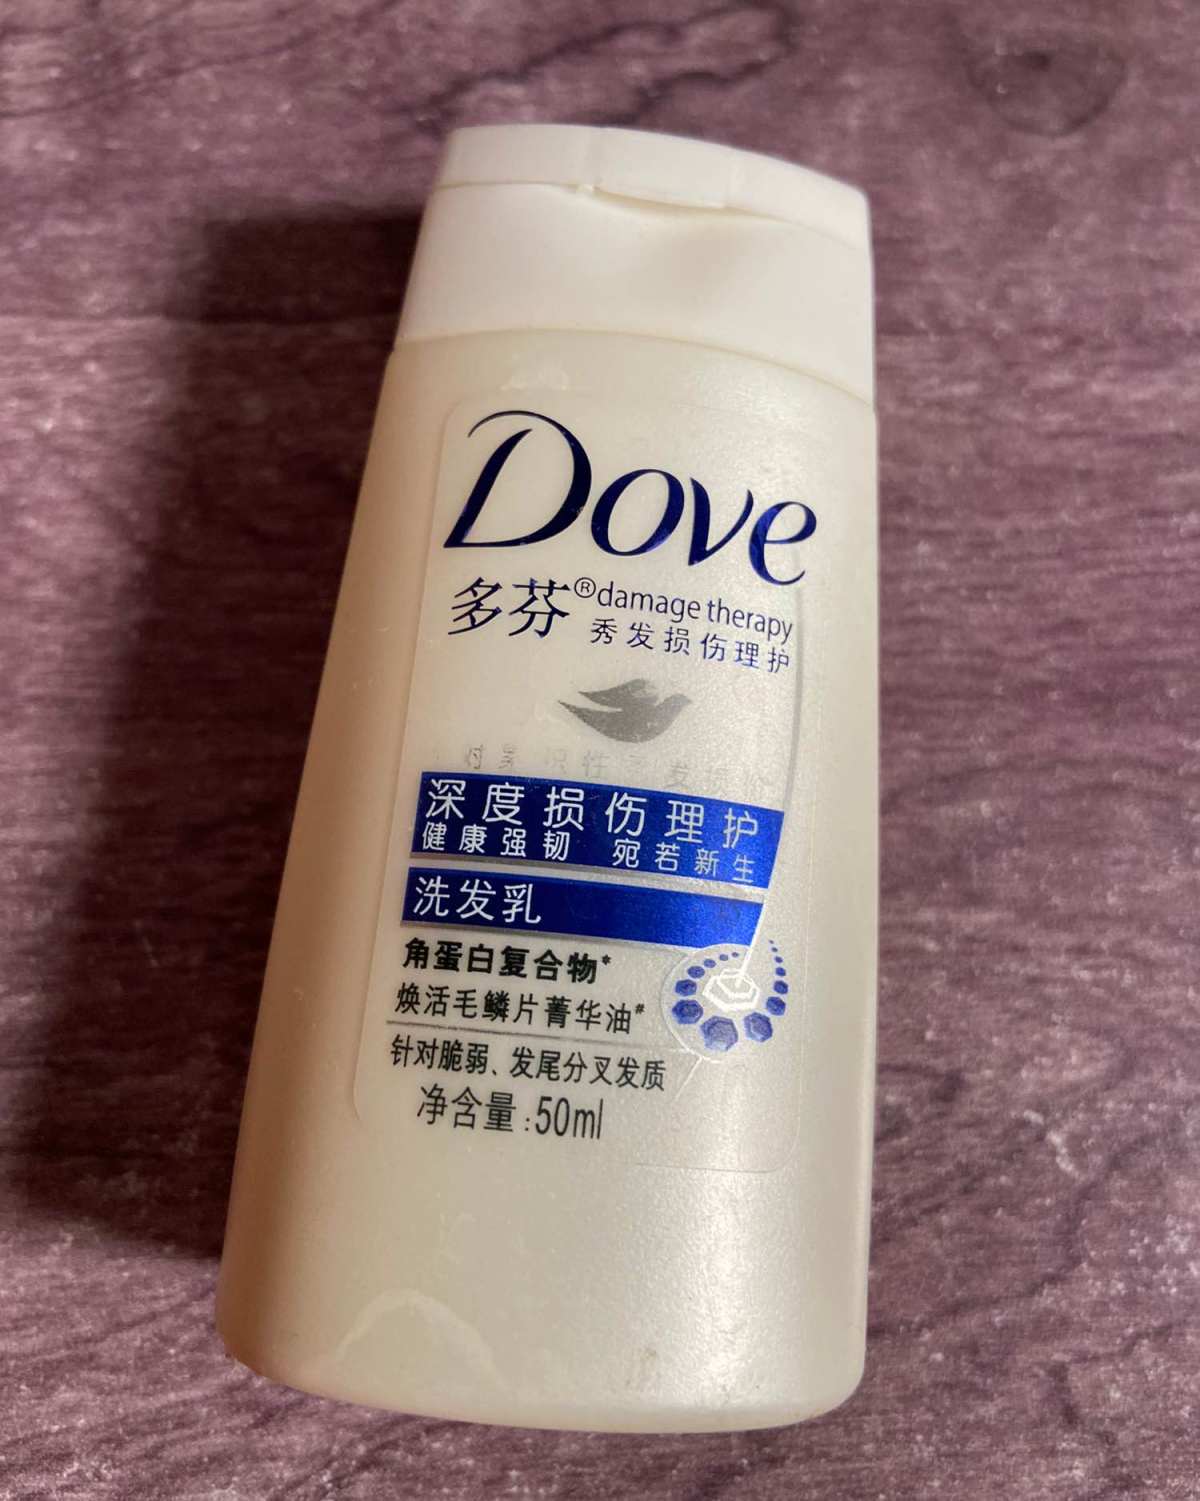 Dove
多芬®damage therapy
秀发损伤理护
深度损伤理护
健康强韧 宛若新生
洗发乳
角蛋白复合物*
焕活毛鳞片菁华油#
针对脆弱、发尾分叉发质
净含量:50ml